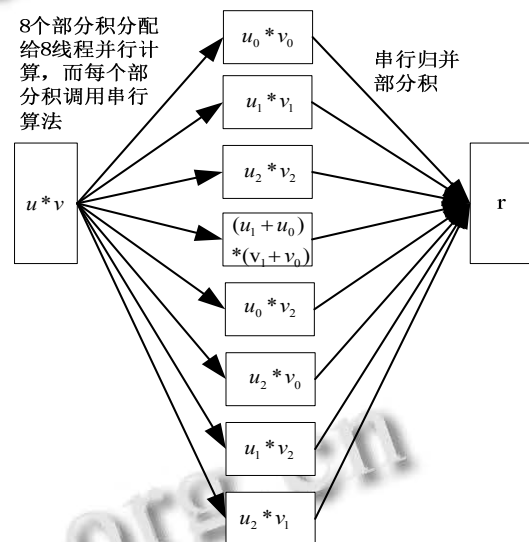 8个部分积分配
给8线程并行计
算，而每个部
分积调用串行
算法
串行归并
部分积
u*v
u₀*v₀
u₁*v₁
u₂*v₂
(u₁+u₀)
*(v₁+v₀)
u₀*v₂
u₂*v₀
u₁*v₂
u₂*v₁
r
org cn